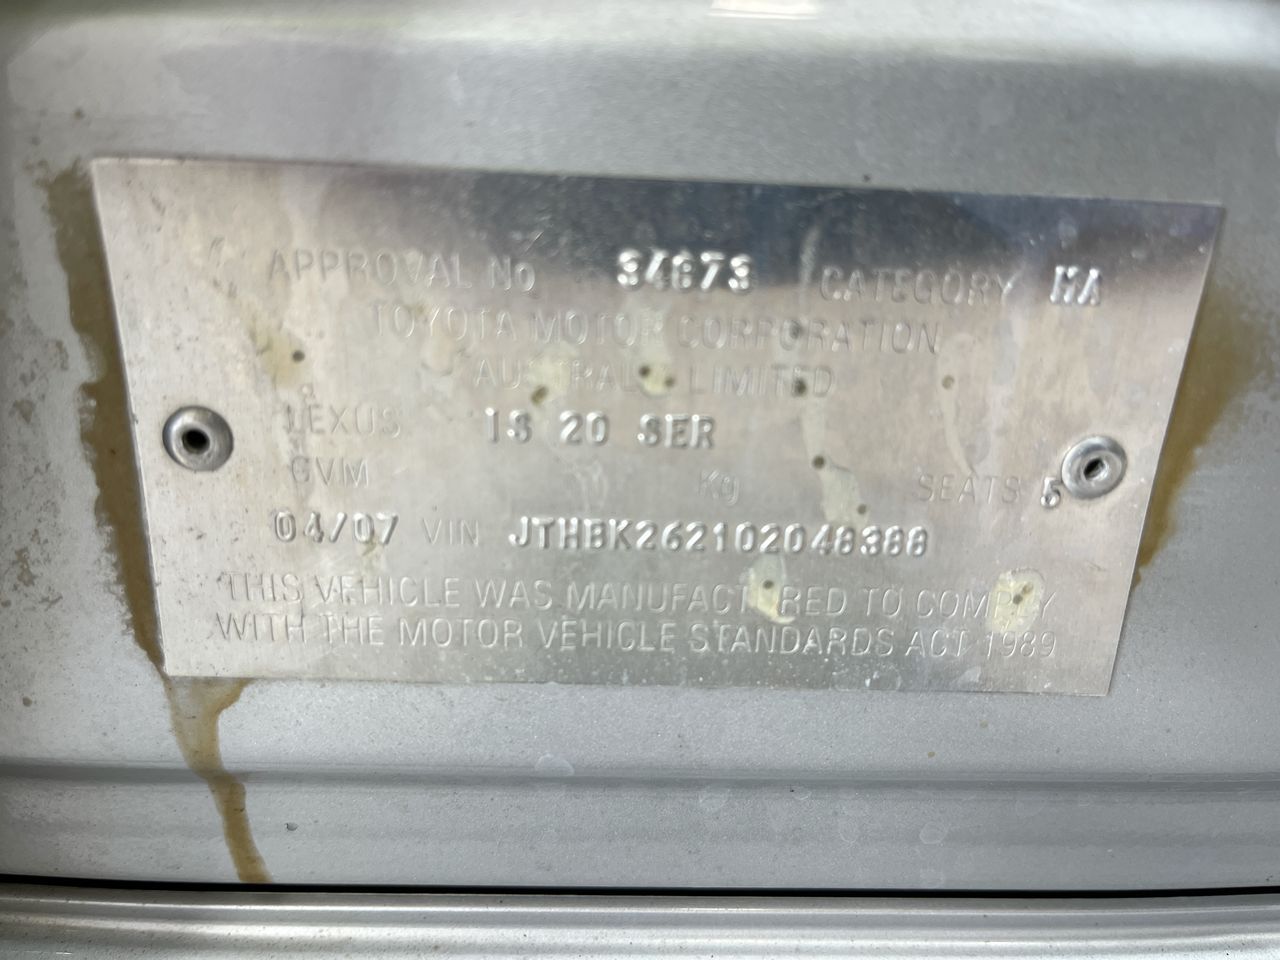 APPROVAL No 34873 CATEGORY MA
TOYOTA MOTOR CORPORATION
AUSTRALIA LIMITED
LEXUS IS 20 SER
GVM Kg SEATS 5
04/07 VIN JTHBK262102048388
THIS VEHICLE WAS MANUFACTURED TO COMPLY
WITH THE MOTOR VEHICLE STANDARDS ACT 1989